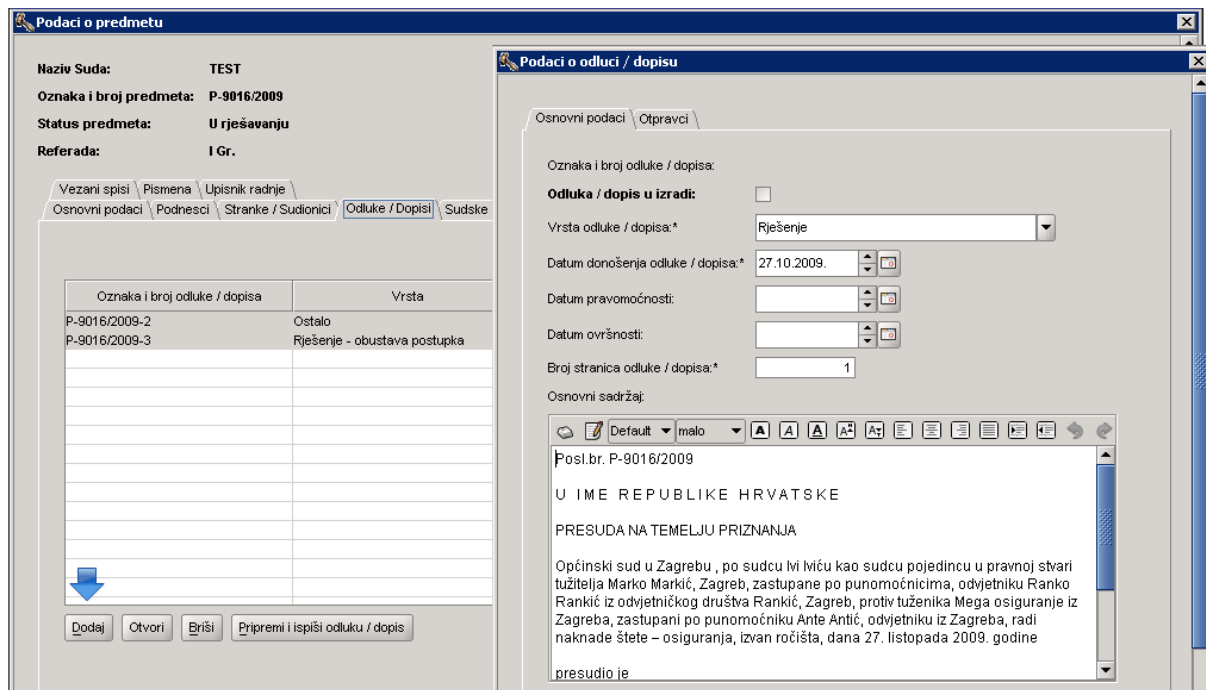 Podaci o predmetu
Naziv Suda: TEST
Oznaka i broj predmeta: P-9016/2009
Status predmeta: U rješavanju
Referada: I Gr.
Vezani spisi Pismena Upisnik radnje
Osnovni podaci Podnesci Stranke / Sudionici Odluke / Dopisi Sudske
Oznaka i broj odluke / dopisa Vrsta
P-9016/2009-2 Ostalo
P-9016/2009-3 Rješenje - obustava postupka
Dodaj Otvori Briši Pripremi i ispiši odluku / dopis
Podaci o odluci / dopisu
Osnovni podaci Otpravci
Oznaka i broj odluke / dopisa:
Odluka / dopis u izradi:
Vrsta odluke / dopisa:* Rješenje
Datum donošenja odluke / dopisa:* 27.10.2009.
Datum pravomoćnosti:
Datum ovršnosti:
Broj stranica odluke / dopisa:* 1
Osnovni sadržaj:
Default malo A A A A A
Posl.br. P-9016/2009
U IME REPUBLIKE HRVATSKE
PRESUDA NA TEMELJU PRIZNANJA
Općinski sud u Zagrebu , po sudcu Ivi Iviću kao sudcu pojedincu u pravnoj stvari
tužitelja Marko Markić, Zagreb, zastupane po punomoćnicima, odvjetniku Ranko
Rankić iz odvjetničkog društva Rankić, Zagreb, protiv tuženika Mega osiguranje iz
Zagreba, zastupani po punomoćniku Ante Antić, odvjetniku iz Zagreba, radi
naknade štete – osiguranja, izvan ročišta, dana 27. listopada 2009. godine
presudio je